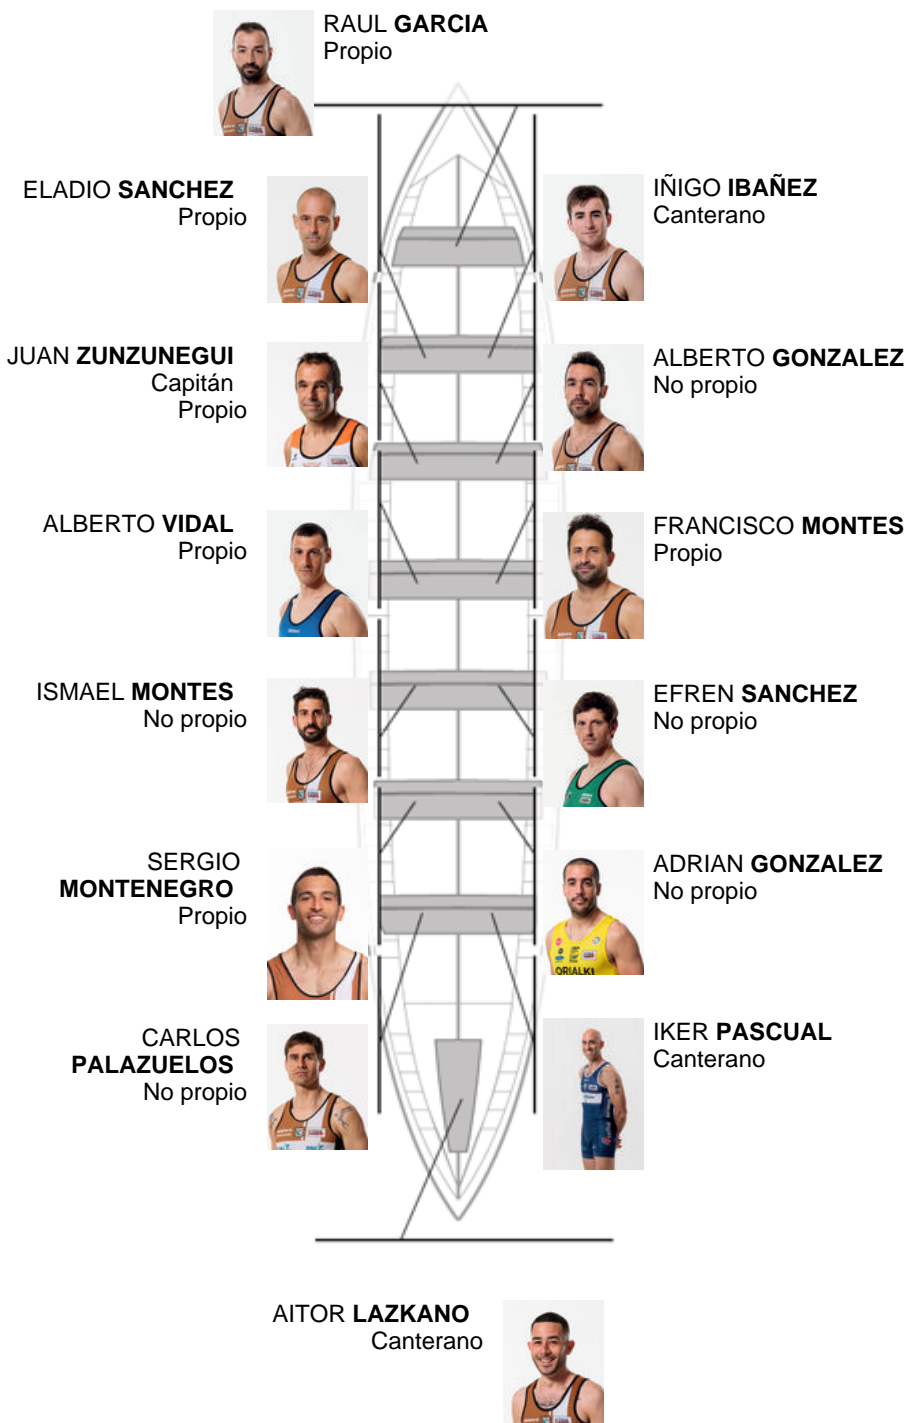 RAUL GARCIA
Propio
ELADIO SANCHEZ
Propio
IÑIGO IBAÑEZ
Canterano
JUAN ZUNZUNEGUI
Capitán
Propio
ALBERTO GONZALEZ
No propio
ALBERTO VIDAL
Propio
FRANCISCO MONTES
Propio
ISMAEL MONTES
No propio
EFREN SANCHEZ
No propio
SERGIO
MONTENEGRO
Propio
ADRIAN GONZALEZ
No propio
ORIALKI
CARLOS
PALAZUELOS
No propio
IKER PASCUAL
Canterano
AITOR LAZKANO
Canterano